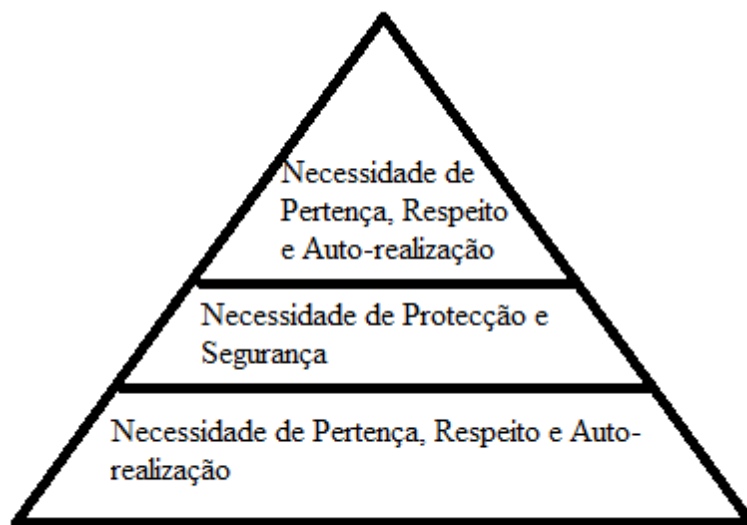 Necessidade de
Pertença, Respeito
e Auto-realização
Necessidade de Protecção e
Segurança
Necessidade de Pertença, Respeito e Auto-
realização